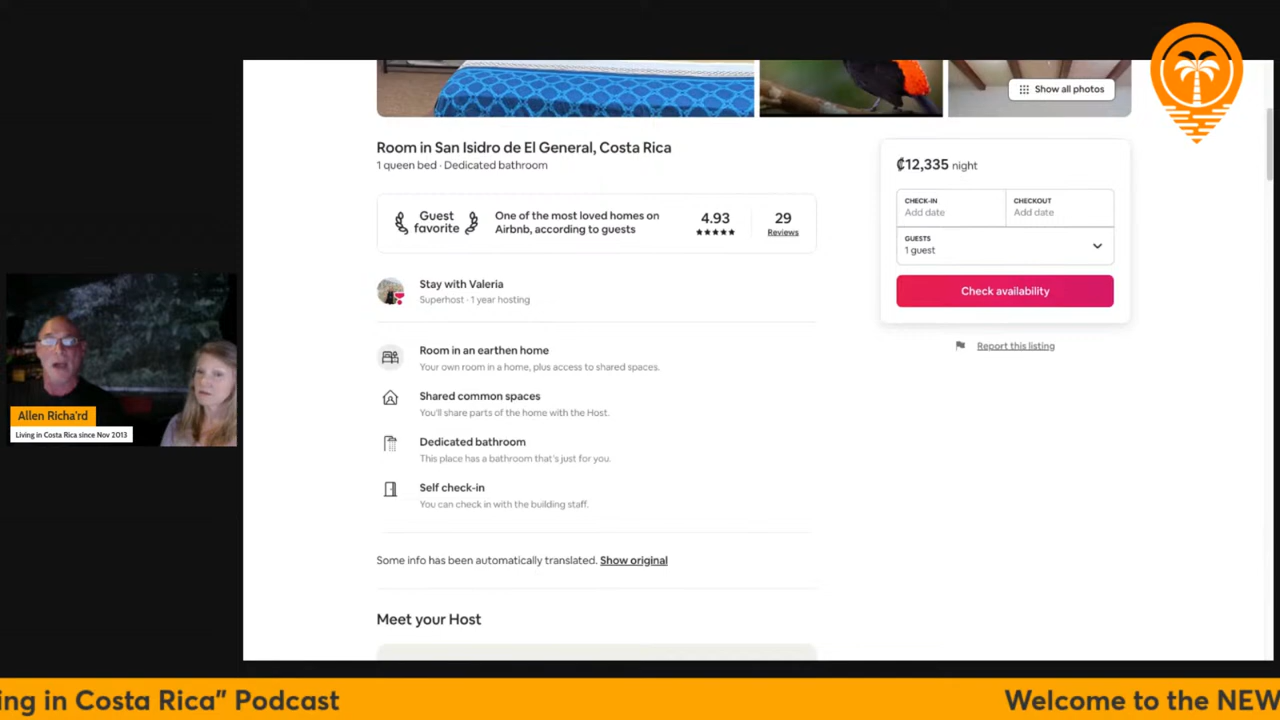 Show all photos
Room in San Isidro de El General, Costa Rica
1 queen bed · Dedicated bathroom
₡12,335 night
CHECK-IN
Add date
CHECKOUT
Add date
GUESTS
1 guest
Check availability
Report this listing
Guest
favorite
One of the most loved homes on
Airbnb, according to guests
4.93
29
Reviews
Stay with Valeria
Superhost · 1 year hosting
Room in an earthen home
Your own room in a home, plus access to shared spaces.
Shared common spaces
You'll share parts of the home with the Host.
Dedicated bathroom
This place has a bathroom that's just for you.
Self check-in
You can check in with the building staff.
Some info has been automatically translated. Show original
Meet your Host
Allen Richa'rd
Living in Costa Rica since Nov 2013
ing in Costa Rica” Podcast
Welcome to the NEW